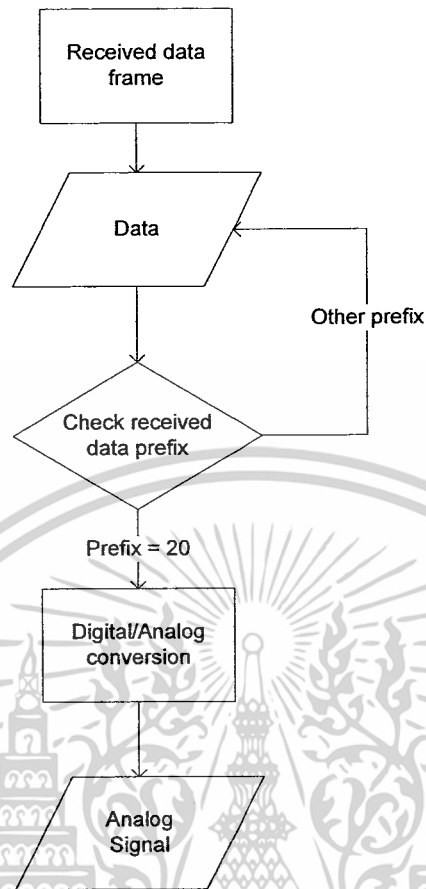 Received data
frame
Data
Other prefix
Check received
data prefix
Prefix = 20
Digital/Analog
conversion
Analog
Signal